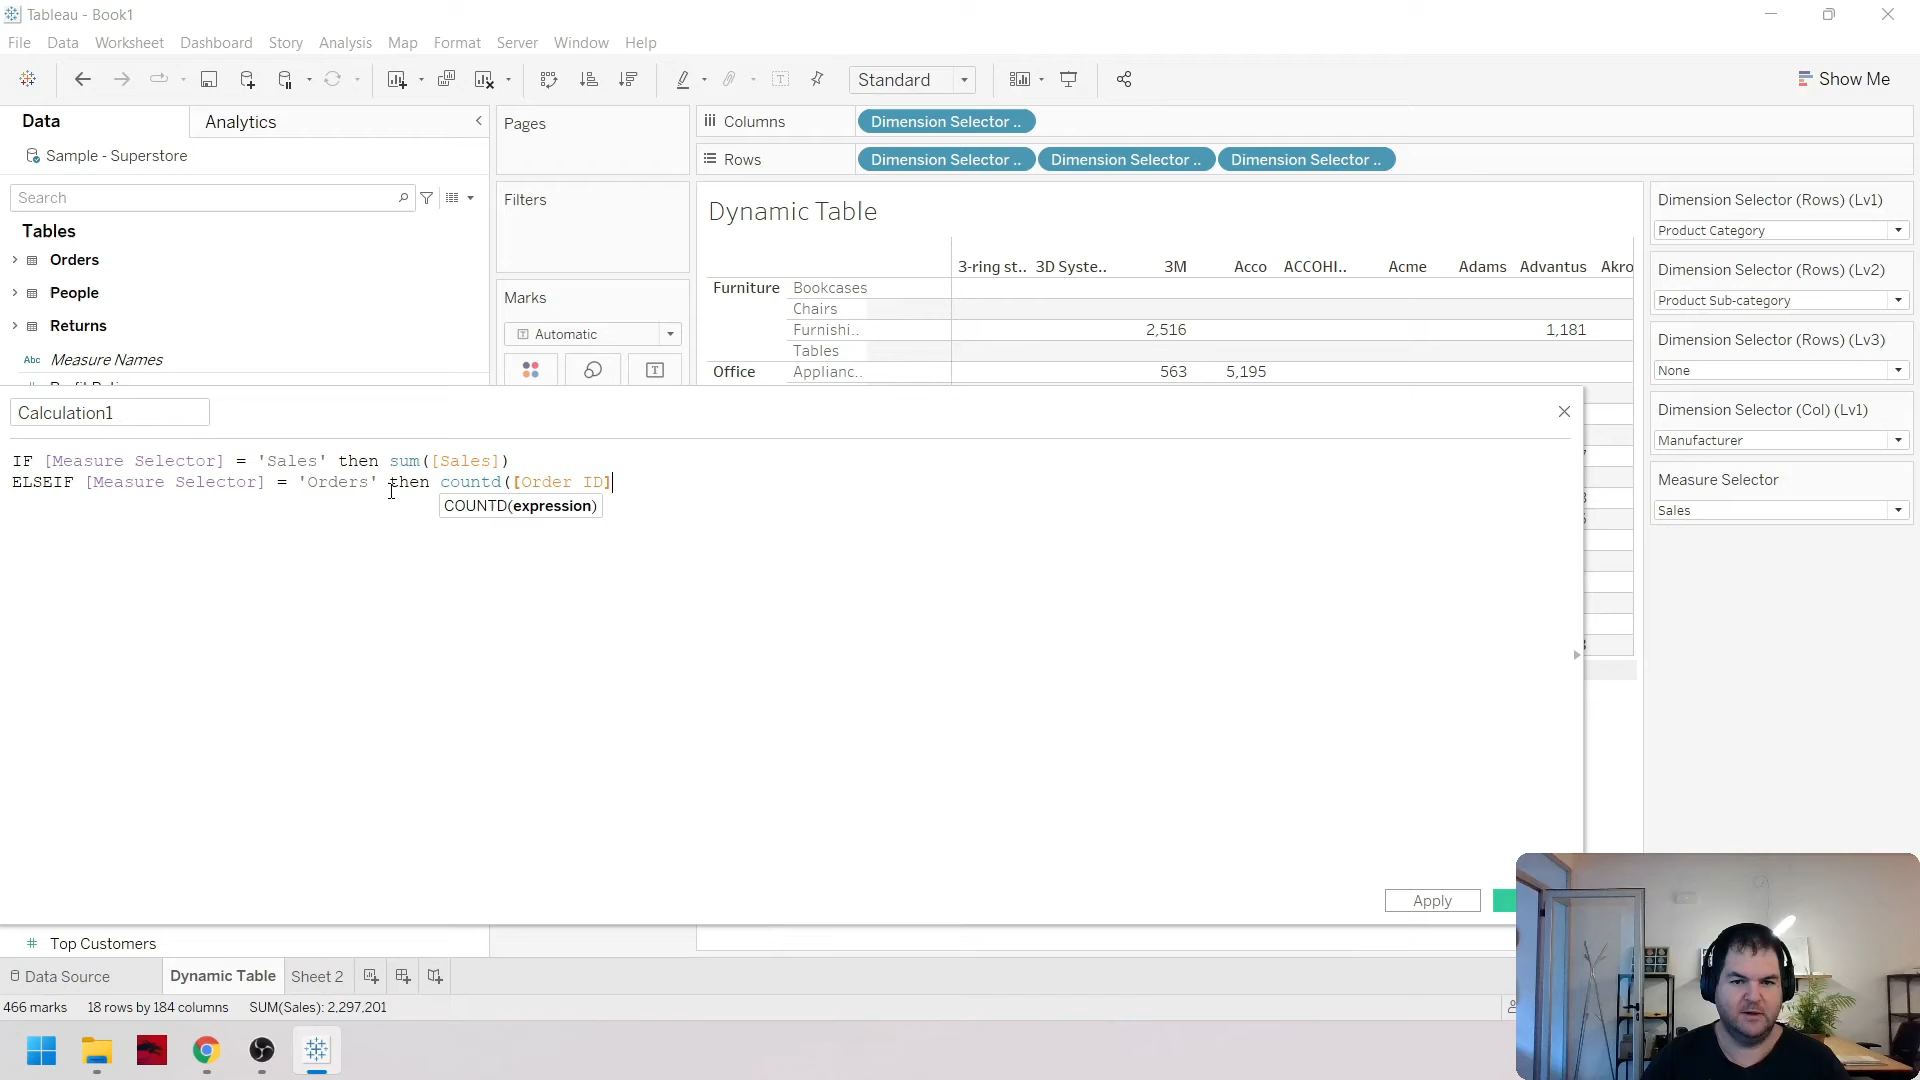 Tableau - Book1
File Data Worksheet Dashboard Story Analysis Map Format Server Window Help
Standard
Show Me
Data
Analytics
Pages
Columns
Dimension Selector ..
Sample - Superstore
Rows
Dimension Selector .. Dimension Selector .. Dimension Selector ..
Search
Filters
Dynamic Table
Dimension Selector (Rows) (Lv1)
Product Category
Tables
Orders
People
Returns
Abc Measure Names
Marks
Automatic
3-ring st.. 3D Syste.. 3M Acco ACCOHI.. Acme Adams Advantus Akro
Furniture Bookcases
Chairs
Furnishi.. 2,516 1,181
Tables
Office Applianc.. 563 5,195
Dimension Selector (Rows) (Lv2)
Product Sub-category
Dimension Selector (Rows) (Lv3)
None
Dimension Selector (Col) (Lv1)
Manufacturer
Measure Selector
Sales
Calculation1
IF [Measure Selector] = 'Sales' then sum([Sales])
ELSEIF [Measure Selector] = 'Orders' then countd([Order ID]
COUNTD(expression)
Apply
Top Customers
Data Source
Dynamic Table
Sheet 2
466 marks 18 rows by 184 columns SUM(Sales): 2,297,201